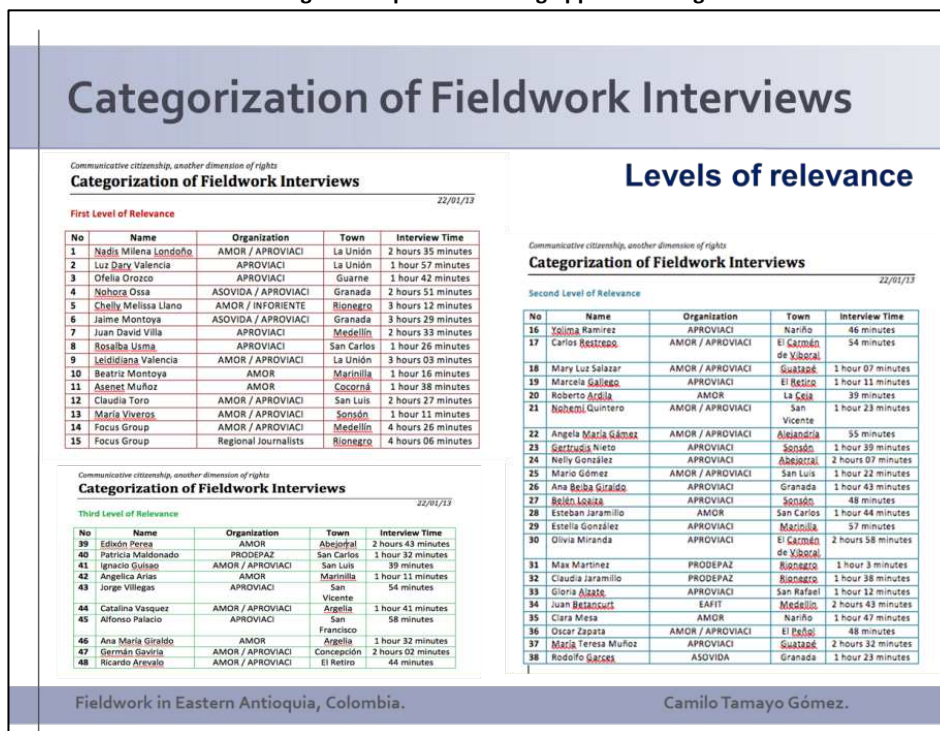 Categorization of Fieldwork Interviews
Communicative citizenship, another dimension of rights
Categorization of Fieldwork Interviews
22/01/13
First Level of Relevance
No Name Organization Town Interview Time
1 Nadis Milena Londoño AMOR / APROVIACI La Unión 2 hours 35 minutes
2 Luz Dary Valencia APROVIACI La Unión 1 hour 57 minutes
3 Ofelia Orozco APROVIACI Guarne 1 hour 42 minutes
4 Nohora Ossa ASOVIDA / APROVIACI Granada 2 hours 51 minutes
5 Chelly Melissa Llano AMOR / INFORIENTE Rionegro 3 hours 12 minutes
6 Jaime Montoya ASOVIDA / APROVIACI Granada 3 hours 29 minutes
7 Juan David Villa APROVIACI Medellín 2 hours 33 minutes
8 Rosalba Usma APROVIACI San Carlos 1 hour 26 minutes
9 Leididiana Valencia AMOR / APROVIACI La Unión 3 hours 03 minutes
10 Beatriz Montoya AMOR Marinilla 1 hour 16 minutes
11 Asenet Muñoz AMOR Cocorná 1 hour 38 minutes
12 Claudia Toro AMOR / APROVIACI San Luis 2 hours 27 minutes
13 María Viveros AMOR / APROVIACI Sonsón 1 hour 11 minutes
14 Focus Group AMOR / APROVIACI Medellín 4 hours 26 minutes
15 Focus Group Regional Journalists Rionegro 4 hours 06 minutes
Communicative citizenship, another dimension of rights
Categorization of Fieldwork Interviews
22/01/13
Third Level of Relevance
No Name Organization Town Interview Time
39 Edixón Perea AMOR Abejorral 2 hours 43 minutes
40 Patricia Maldonado PRODEPAZ San Carlos 1 hour 32 minutes
41 Ignacio Guisao AMOR / APROVIACI San Luis 39 minutes
42 Angelica Arias AMOR Marinilla 1 hour 11 minutes
43 Jorge Villegas APROVIACI San 54 minutes
Vicente
44 Catalina Vasquez AMOR / APROVIACI Argelia 1 hour 41 minutes
45 Alfonso Palacio APROVIACI San 58 minutes
Francisco
46 Ana María Giraldo AMOR Argelia 1 hour 32 minutes
47 Germán Gaviria AMOR / APROVIACI Concepción 2 hours 02 minutes
48 Ricardo Arevalo AMOR / APROVIACI El Retiro 44 minutes
Levels of relevance
Communicative citizenship, another dimension of rights
Categorization of Fieldwork Interviews
22/01/13
Second Level of Relevance
No Name Organization Town Interview Time
16 Yolima Ramirez APROVIACI Nariño 46 minutes
17 Carlos Restrepo AMOR / APROVIACI El Carmén 54 minutes
de Viboral
18 Mary Luz Salazar AMOR / APROVIACI Guatapé 1 hour 07 minutes
19 Marcela Gallego APROVIACI El Retiro 1 hour 11 minutes
20 Roberto Ardila AMOR La Ceja 39 minutes
21 Nohemi Quintero AMOR / APROVIACI San 1 hour 23 minutes
Vicente
22 Angela María Gámez AMOR / APROVIACI Alejandría 55 minutes
23 Gertrudis Nieto APROVIACI Sonsón 1 hour 39 minutes
24 Nelly González APROVIACI Abejorral 2 hours 07 minutes
25 Mario Gómez AMOR / APROVIACI San Luis 1 hour 22 minutes
26 Ana Beiba Giraldo APROVIACI Granada 1 hour 43 minutes
27 Belén Loaiza APROVIACI Sonsón 48 minutes
28 Esteban Jaramillo AMOR San Carlos 1 hour 44 minutes
29 Estella González APROVIACI Marinilla 57 minutes
30 Olivia Miranda APROVIACI El Carmén 2 hours 58 minutes
de Viboral
31 Max Martinez PRODEPAZ Rionegro 1 hour 3 minutes
32 Claudia Jaramillo PRODEPAZ Rionegro 1 hour 38 minutes
33 Gloria Alzate APROVIACI San Rafael 1 hour 12 minutes
34 Juan Betancurt EAFIT Medellín 2 hours 43 minutes
35 Clara Mesa AMOR Nariño 1 hour 47 minutes
36 Oscar Zapata AMOR / APROVIACI El Peñol 48 minutes
37 María Teresa Muñoz APROVIACI Guatapé 2 hours 32 minutes
38 Rodolfo Garces ASOVIDA Granada 1 hour 23 minutes
Fieldwork in Eastern Antioquia, Colombia.
Camilo Tamayo Gómez.